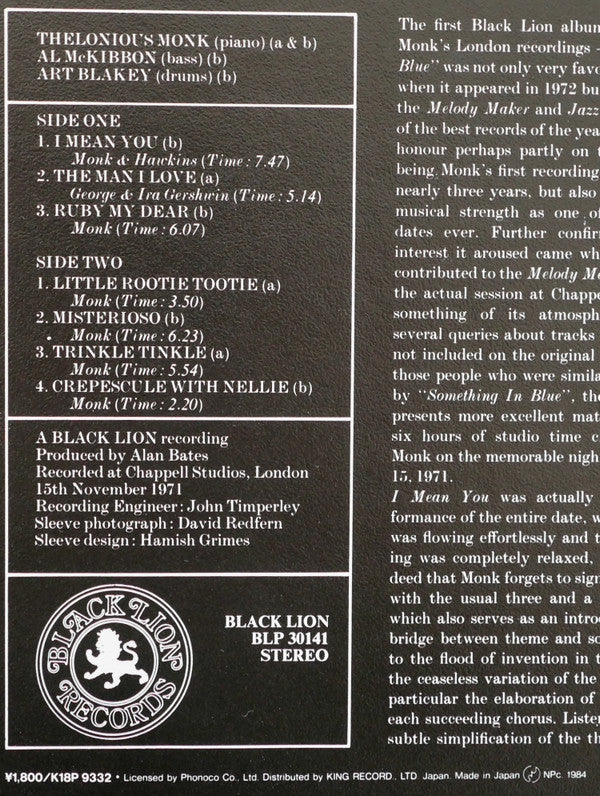 THELONIOUS MONK (piano) (a & b)
AL McKIBBON (bass) (b)
ART BLAKEY (drums) (b)
SIDE ONE
1. I MEAN YOU (b)
Monk & Hawkins (Time: 7.47)
2. THE MAN I LOVE (a)
George & Ira Gershwin (Time: 5.14)
3. RUBY MY DEAR (b)
Monk (Time: 6.07)
SIDE TWO
1. LITTLE ROOTIE TOOTIE (a)
Monk (Time: 3.50)
2. MISTERIOSO (b)
Monk (Time: 6.23)
3. TRINKLE TINKLE (a)
Monk (Time: 5.54)
4. CREPESCULE WITH NELLIE (b)
Monk (Time: 2.20)
A BLACK LION recording
Produced by Alan Bates
Recorded at Chappell Studios, London
15th November 1971
Recording Engineer: John Timperley
Sleeve photograph: David Redfern
Sleeve design: Hamish Grimes
BLACK LION
RECORDS
BLACK LION
BLP 30141
STEREO
The first Black Lion album
Monk's London recordings -
Blue" was not only very favo
when it appeared in 1972 bu
the Melody Maker and Jazz
of the best records of the yea
honour perhaps partly on t
being Monk's first recording
nearly three years, but also
musical strength as one of
dates ever. Further confir
interest it aroused came wh
contributed to the Melody Me
the actual session at Chappe
something of its atmosph
several queries about tracks
not included on the original
those people who were simila
by "Something In Blue", the
presents more excellent mat
six hours of studio time c
Monk on the memorable nigh
15, 1971.
I Mean You was actually
formance of the entire date, w
was flowing effortlessly and t
ing was completely relaxed,
deed that Monk forgets to sign
with the usual three and a
which also serves as an introd
bridge between theme and so
to the flood of invention in t
the ceaseless variation of the
particular the elaboration of
each succeeding chorus. Listen
subtle simplification of the th
¥1,800/K18P 9332 • Licensed by Phonoco Co., Ltd. Distributed by KING RECORD., LTD Japan. Made in Japan NPc. 1984